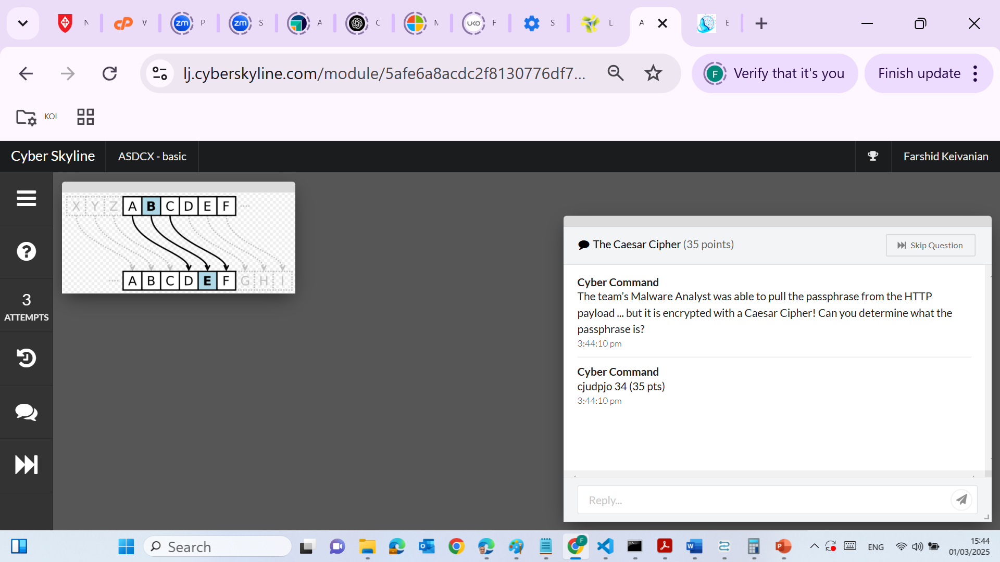 N
cP V
zm P
zm S
A
C
N
UKO F
S
L
A
E
lj.cyberskyline.com/module/5afe6a8acdc2f8130776df7...
F Verify that it's you
Finish update
KOI
Cyber Skyline
ASDCX - basic
Farshid Keivanian
X Y Z A B C D E F ....
.... A B C D E F G H I
3
ATTEMPTS
The Caesar Cipher (35 points)
Skip Question
Cyber Command
The team’s Malware Analyst was able to pull the passphrase from the HTTP
payload ... but it is encrypted with a Caesar Cipher! Can you determine what the
passphrase is?
3:44:10 pm
Cyber Command
cjudpjo 34 (35 pts)
3:44:10 pm
Reply...
Search
F
ENG
15:44
01/03/2025